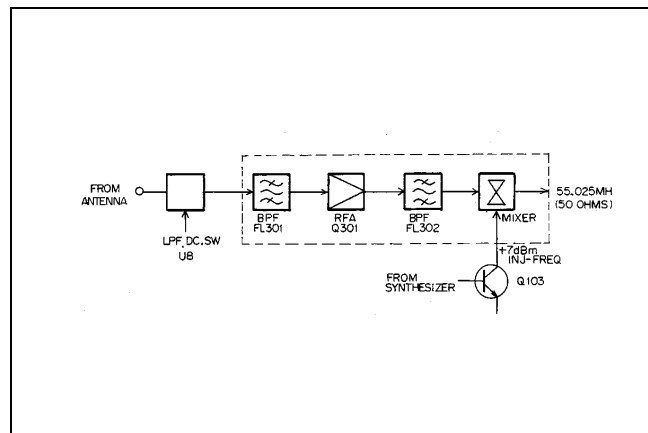 FROM
ANTENNA
LPF, DC, SW
U8
BPF
FL301
RFA
Q301
BPF
FL302
MIXER
55.025MH
(50 OHMS)
+7dBm
INJ-FREQ
FROM
SYNTHESIZER
Q103